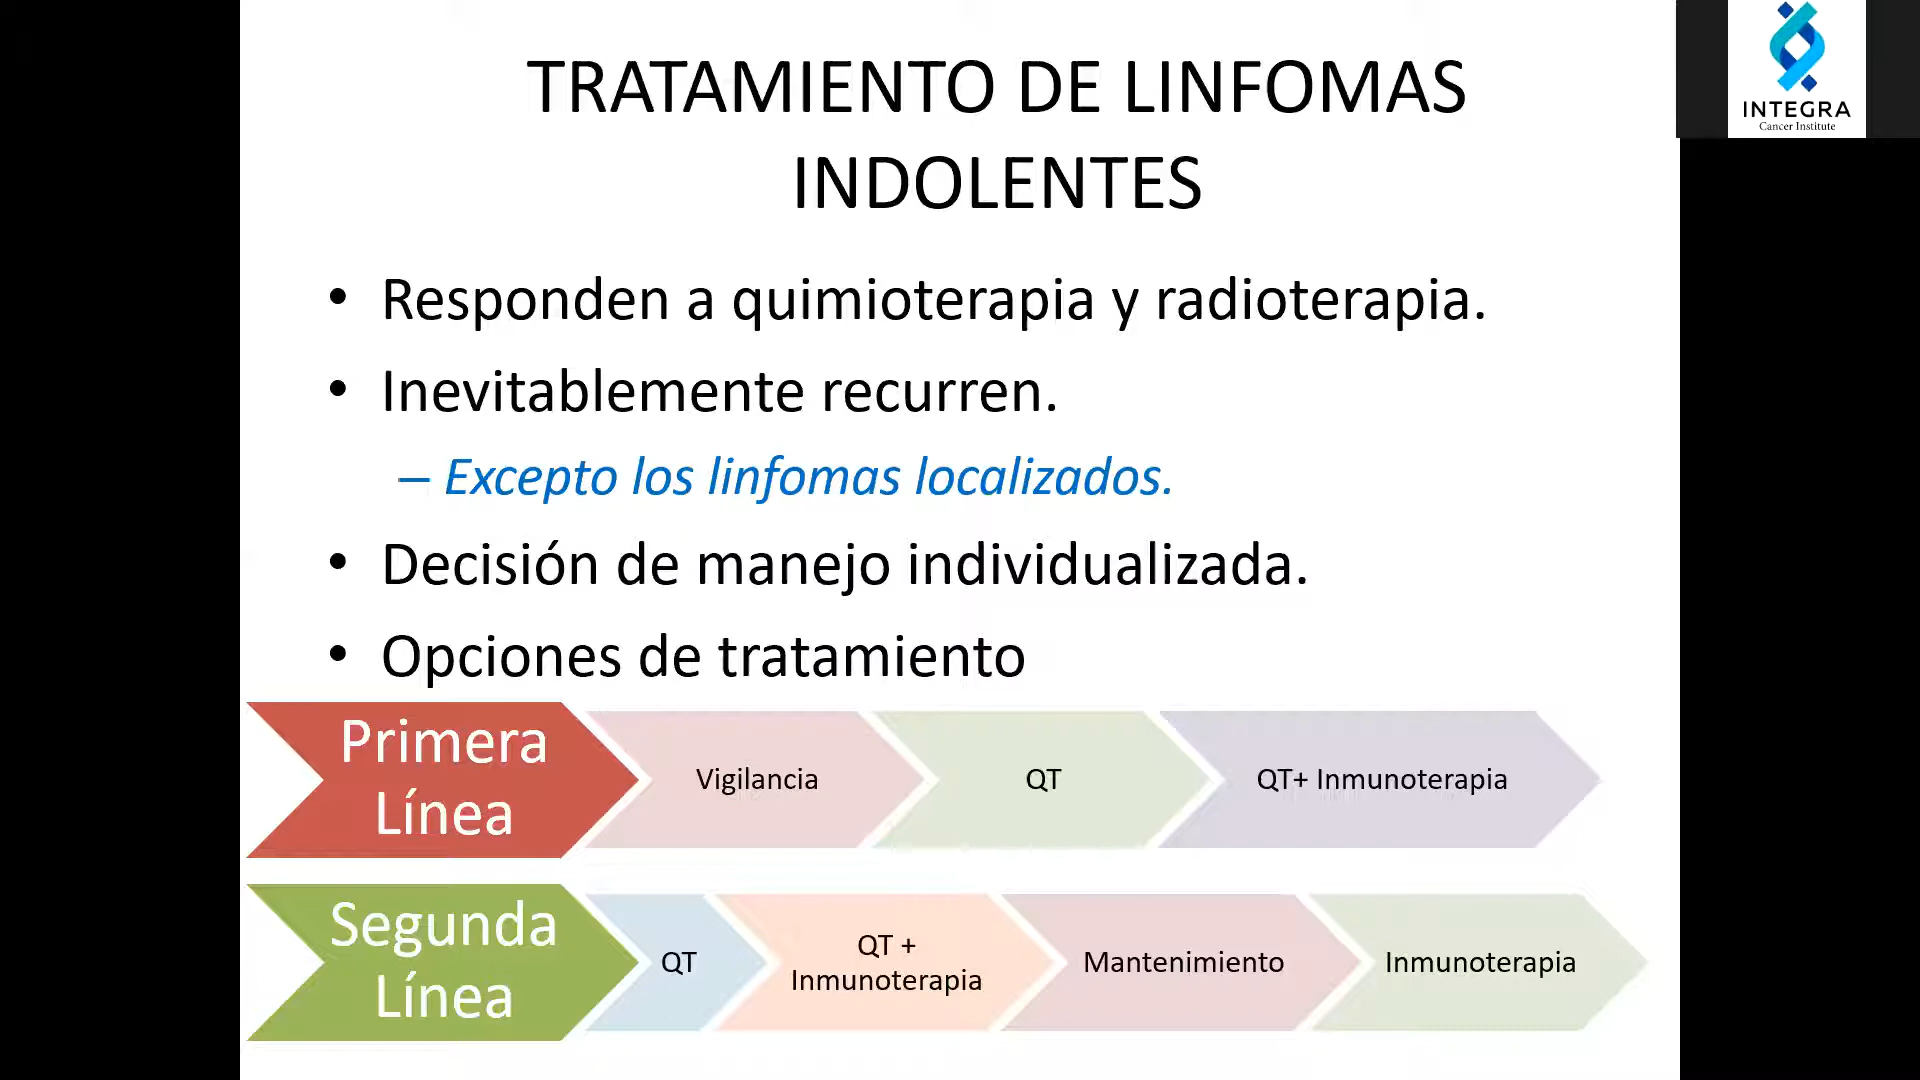 TRATAMIENTO DE LINFOMAS
INDOLENTES
INTEGRA
Cancer Institute
• Responden a quimioterapia y radioterapia.
• Inevitablemente recurren.
– Excepto los linfomas localizados.
• Decisión de manejo individualizada.
• Opciones de tratamiento
Primera
Línea
Vigilancia
QT
QT+ Inmunoterapia
Segunda
Línea
QT
QT +
Inmunoterapia
Mantenimiento
Inmunoterapia